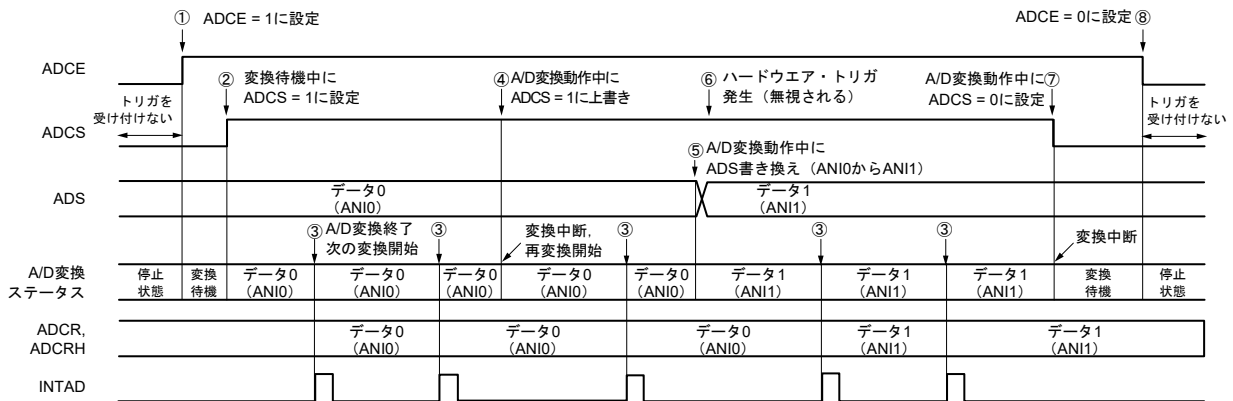 ① ADCE = 1に設定
ADCE = 0に設定 ⑧
ADCE
② 変換待機中に
ADCS = 1に設定
④ A/D変換動作中に
ADCS = 1に上書き
⑥ ハードウエア・トリガ
発生（無視される）
A/D変換動作中に⑦
ADCS = 0に設定
トリガを
受け付けない
トリガを
受け付けない
ADCS
⑤ A/D変換動作中に
ADS書き換え（ANI0からANI1）
ADS
データ0
(ANI0)
データ1
(ANI1)
③ A/D変換終了
次の変換開始
③
変換中断，
再変換開始
③
③
③
変換中断
A/D変換
ステータス
停止
状態
変換
待機
データ0
(ANI0)
データ0
(ANI0)
データ0
(ANI0)
データ0
(ANI0)
データ0
(ANI0)
データ1
(ANI1)
データ1
(ANI1)
データ1
(ANI1)
変換
待機
停止
状態
ADCR,
ADCRH
データ0
(ANI0)
データ0
(ANI0)
データ0
(ANI0)
データ1
(ANI1)
データ1
(ANI1)
INTAD